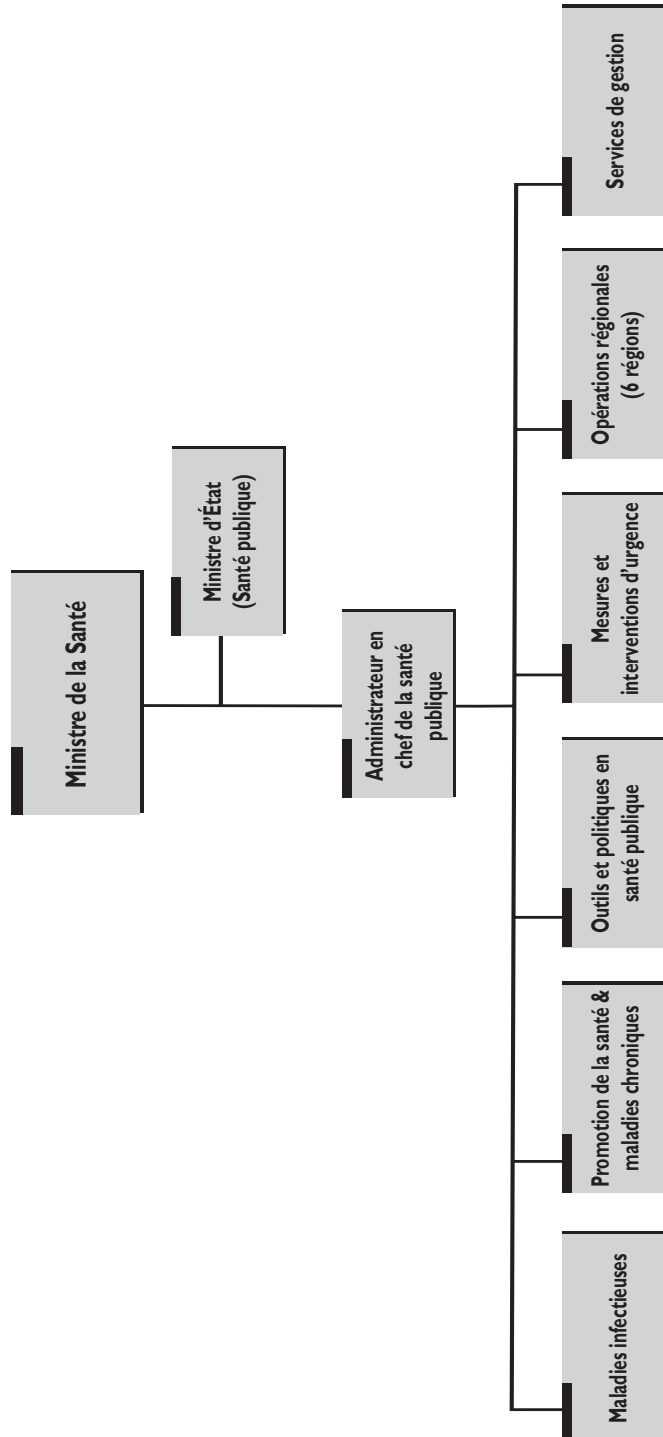 Ministre de la Santé
Ministre d'État
(Santé publique)
Administrateur en
chef de la santé
publique
Maladies infectieuses
Promotion de la santé &
maladies chroniques
Outils et politiques en
santé publique
Mesures et
interventions d'urgence
Opérations régionales
(6 régions)
Services de gestion